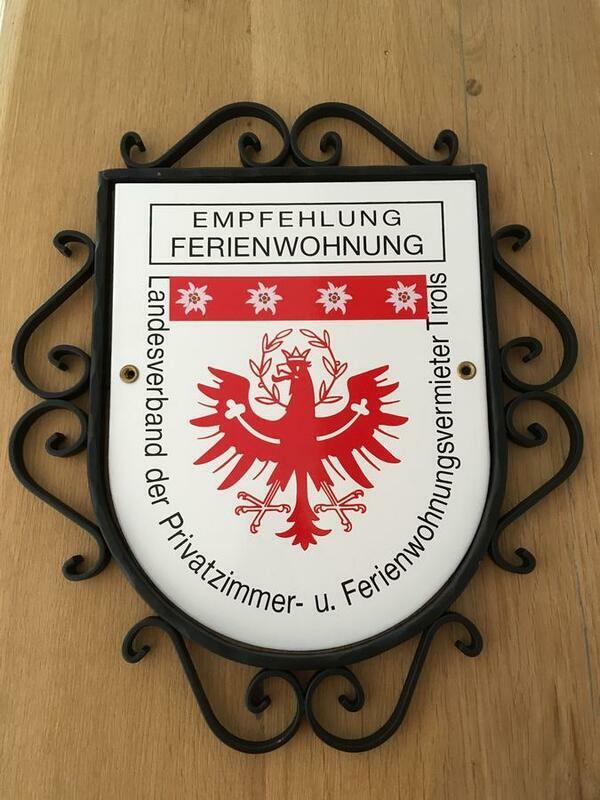 EMPFEHLUNG
FERIENWOHNUNG
Landesverband der Privatzimmer- u. Ferienwohnungsvermieter Tirols